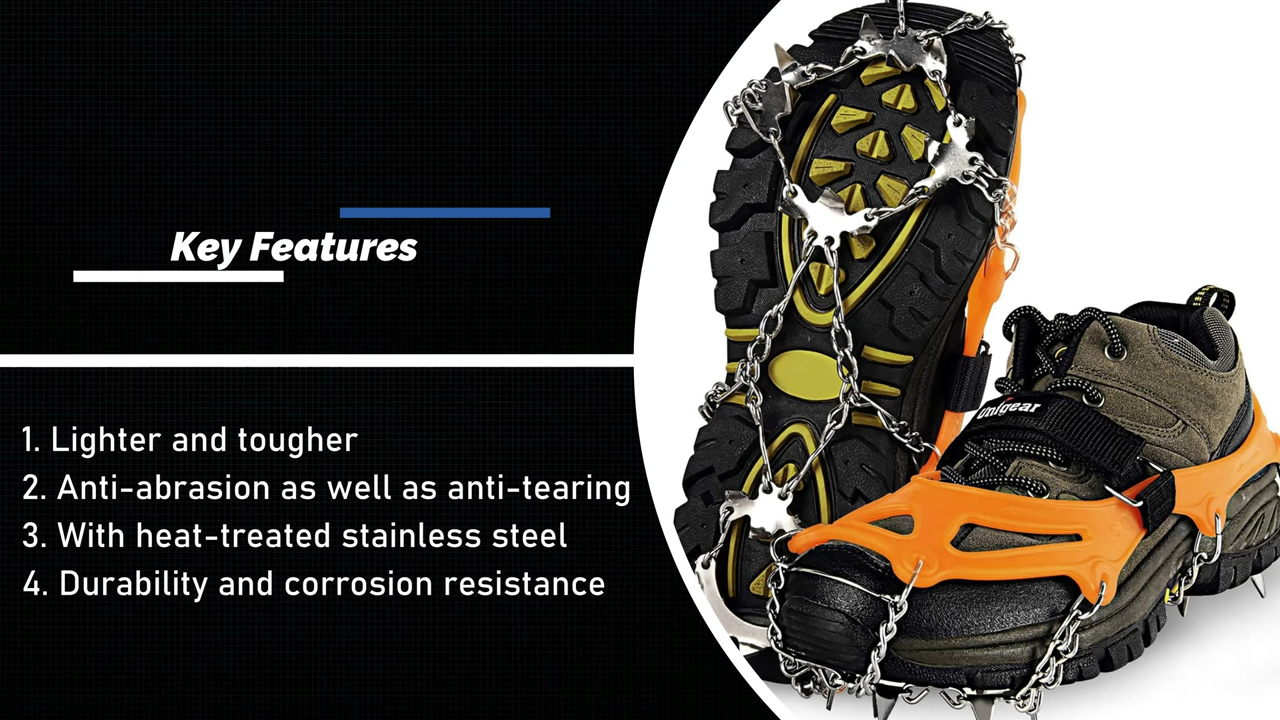 Key Features
1. Lighter and tougher
2. Anti-abrasion as well as anti-tearing
3. With heat-treated stainless steel
4. Durability and corrosion resistance
unigear